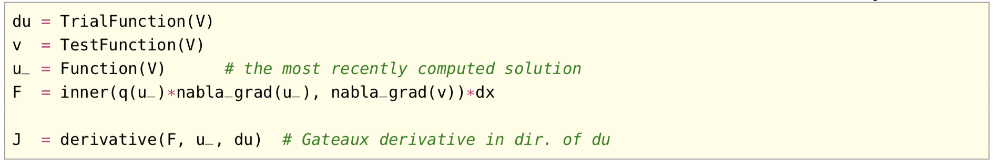 du = TrialFunction(V)
v  = TestFunction(V)
u_ = Function(V)      # the most recently computed solution
F  = inner(q(u_)*nabla_grad(u_), nabla_grad(v))*dx
J  = derivative(F, u_, du)  # Gateaux derivative in dir. of du